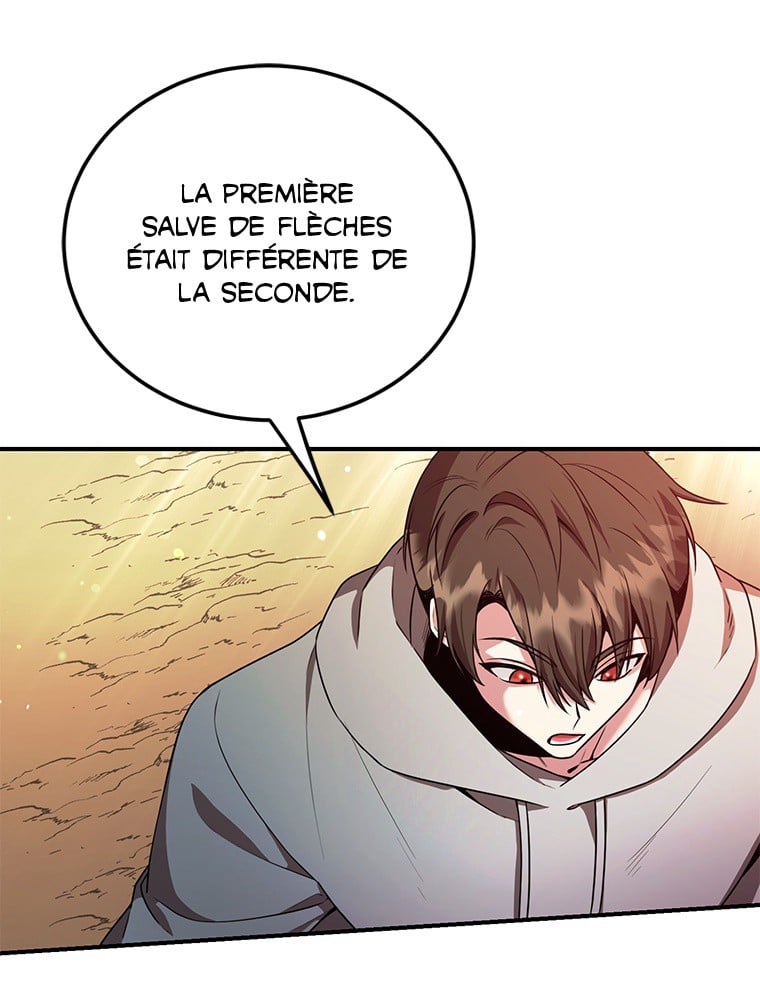 LA PREMIÈRE
SALVE DE FLÈCHES
ÉTAIT DIFFÉRENTE DE
LA SECONDE.